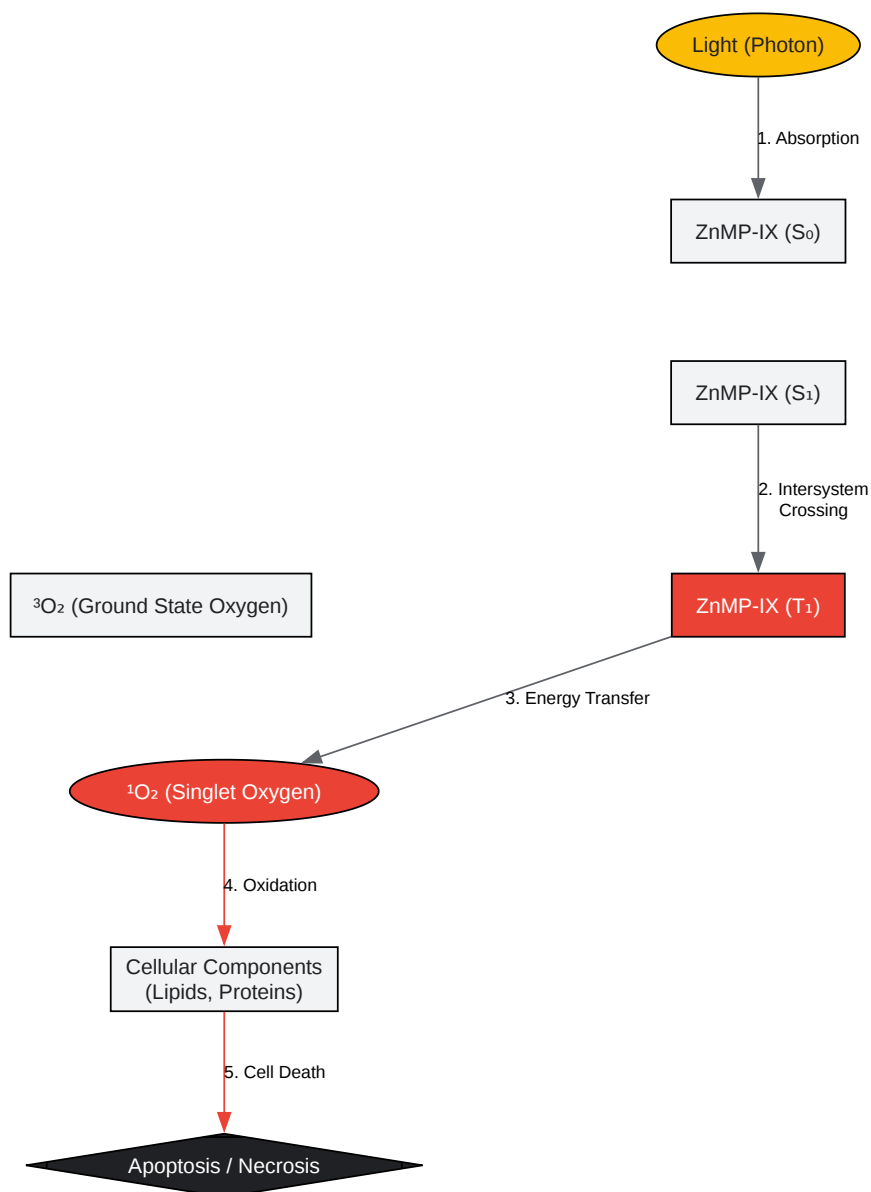 Light (Photon)
1. Absorption
ZnMP-IX (S₀)
ZnMP-IX (S₁)
2. Intersystem
Crossing
³O₂ (Ground State Oxygen)
ZnMP-IX (T₁)
3. Energy Transfer
¹O₂ (Singlet Oxygen)
4. Oxidation
Cellular Components
(Lipids, Proteins)
5. Cell Death
Apoptosis / Necrosis